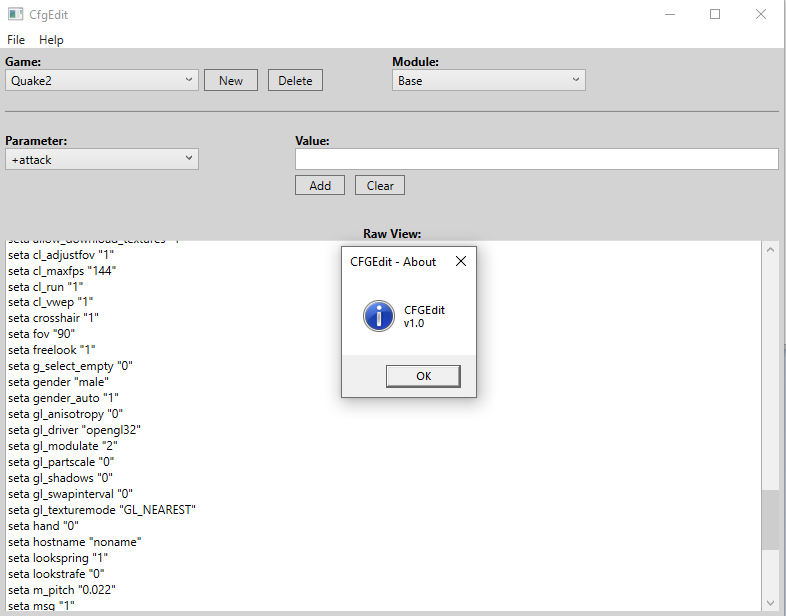 CfgEdit
File Help
Game: Module:
Quake2 New Delete Base
Parameter: Value:
+attack
Add Clear
Raw View:
seta allow_download_textures "1"
seta cl_adjustfov "1"
seta cl_maxfps "144"
seta cl_run "1"
seta cl_vwep "1"
seta crosshair "1"
seta fov "90"
seta freelook "1"
seta g_select_empty "0"
seta gender "male"
seta gender_auto "1"
seta gl_anisotropy "0"
seta gl_driver "opengl32"
seta gl_modulate "2"
seta gl_partscale "0"
seta gl_shadows "0"
seta gl_swapinterval "0"
seta gl_texturemode "GL_NEAREST"
seta hand "0"
seta hostname "noname"
seta lookspring "1"
seta lookstrafe "0"
seta m_pitch "0.022"
seta msg "1"
CFGEdit - About
CFGEdit
v1.0
OK